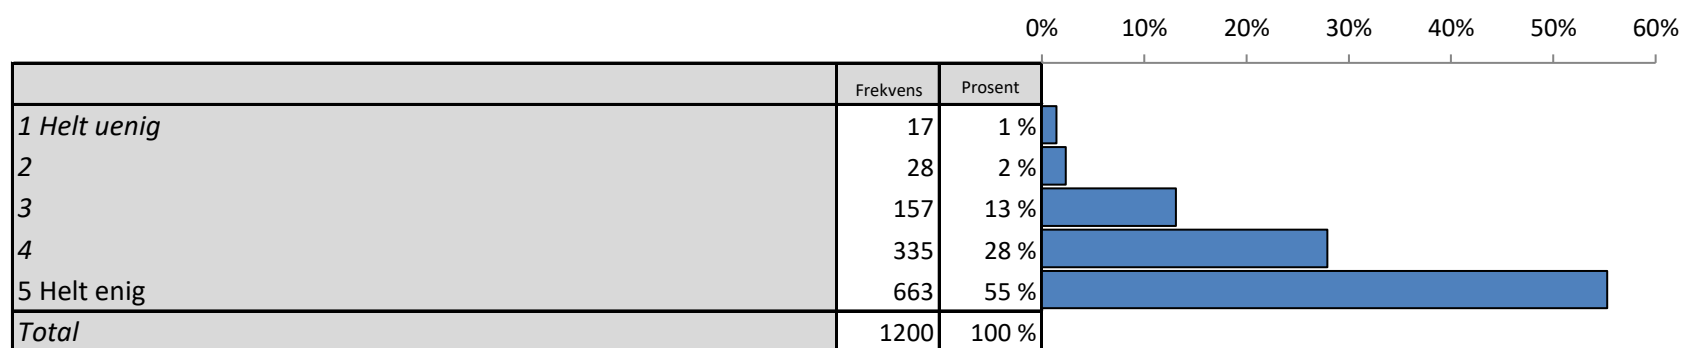 0% 10% 20% 30% 40% 50% 60%
Frekvens Prosent
1 Helt uenig 17 1 %
2 28 2 %
3 157 13 %
4 335 28 %
5 Helt enig 663 55 %
Total 1200 100 %